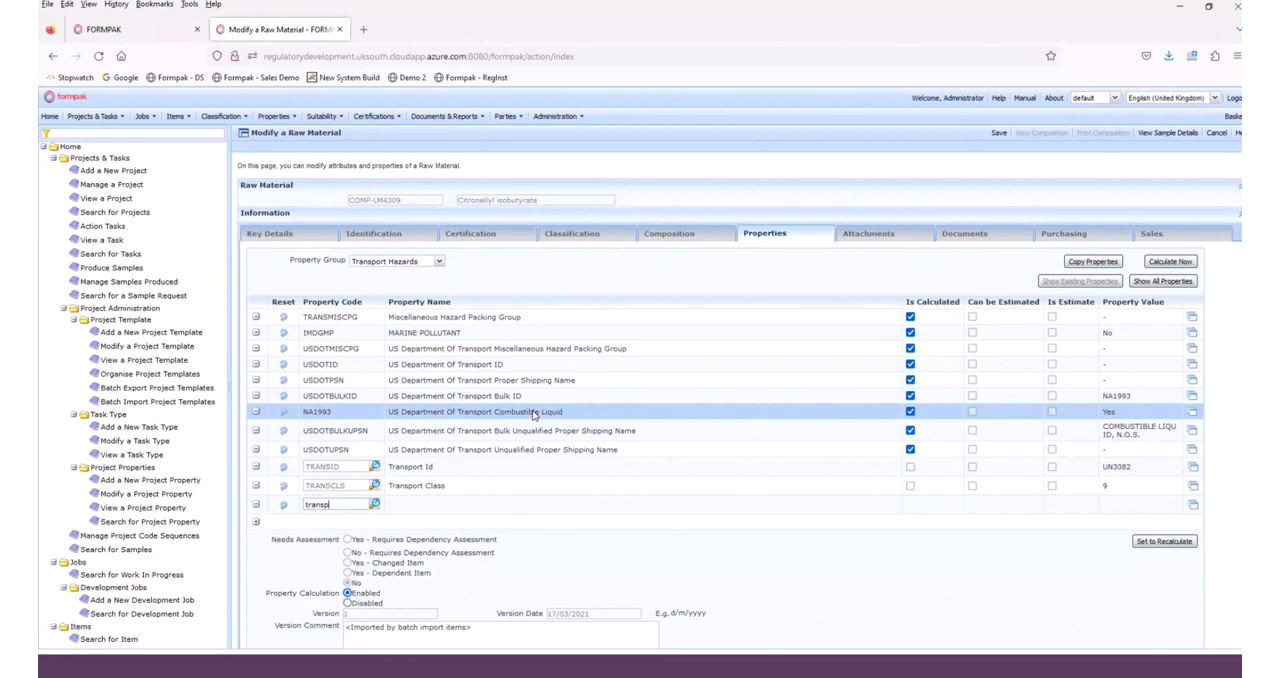 File Edit View History Bookmarks Tools Help
FORMPAK × Modify a Raw Material - FORM × +
regulatorydevelopment.uksouth.cloudapp.azure.com:8080/formpak/action/index
Stopwatch Google Formpak - DS Formpak - Sales Demo New System Build Demo 2 Formpak - RegInst
formpak Welcome, Administrator Help Manual About default English (United Kingdom) Logo
Home Projects & Tasks Jobs Items Classification Properties Suitability Certifications Documents & Reports Parties Administration Baske
Home
Projects & Tasks
Add a New Project
Manage a Project
View a Project
Search for Projects
Action Tasks
View a Task
Search for Tasks
Produce Samples
Manage Samples Produced
Search for a Sample Request
Project Administration
Project Template
Add a New Project Template
Modify a Project Template
View a Project Template
Organise Project Templates
Batch Export Project Templates
Batch Import Project Templates
Task Type
Add a New Task Type
Modify a Task Type
View a Task Type
Project Properties
Add a New Project Property
Modify a Project Property
View a Project Property
Search for Project Property
Manage Project Code Sequences
Search for Samples
Jobs
Search for Work In Progress
Development Jobs
Add a New Development Job
Search for Development Job
Items
Search for Item
Modify a Raw Material Save View Composition Print Composition View Sample Details Cancel He
On this page, you can modify attributes and properties of a Raw Material.
Raw Material
COMP-LM4309 Citronellyl isobutyrate
Information
Key Details Identification Certification Classification Composition Properties Attachments Documents Purchasing Sales
Property Group Transport Hazards Copy Properties Calculate Now
Show Existing Properties Show All Properties
Reset Property Code Property Name Is Calculated Can be Estimated Is Estimate Property Value
TRANSMISCPG Miscellaneous Hazard Packing Group -
IMDGMP MARINE POLLUTANT No
USDOTMISCPG US Department Of Transport Miscellaneous Hazard Packing Group -
USDOTID US Department Of Transport ID -
USDOTPSN US Department Of Transport Proper Shipping Name -
USDOTBULKID US Department Of Transport Bulk ID NA1993
NA1993 US Department Of Transport Combustible Liquid Yes
USDOTBULKUPSN US Department Of Transport Bulk Unqualified Proper Shipping Name COMBUSTIBLE LIQU
ID, N.O.S.
USDOTUPSN US Department Of Transport Unqualified Proper Shipping Name -
TRANSID Transport Id UN3082
TRANSCLS Transport Class 9
transp
Needs Assessment Yes - Requires Dependency Assessment Set to Recalculate
No - Requires Dependency Assessment
Yes - Changed Item
Yes - Dependent Item
No
Property Calculation Enabled
Disabled
Version 1 Version Date 17/03/2021 E.g. d/m/yyyy
Version Comment <Imported by batch import items>